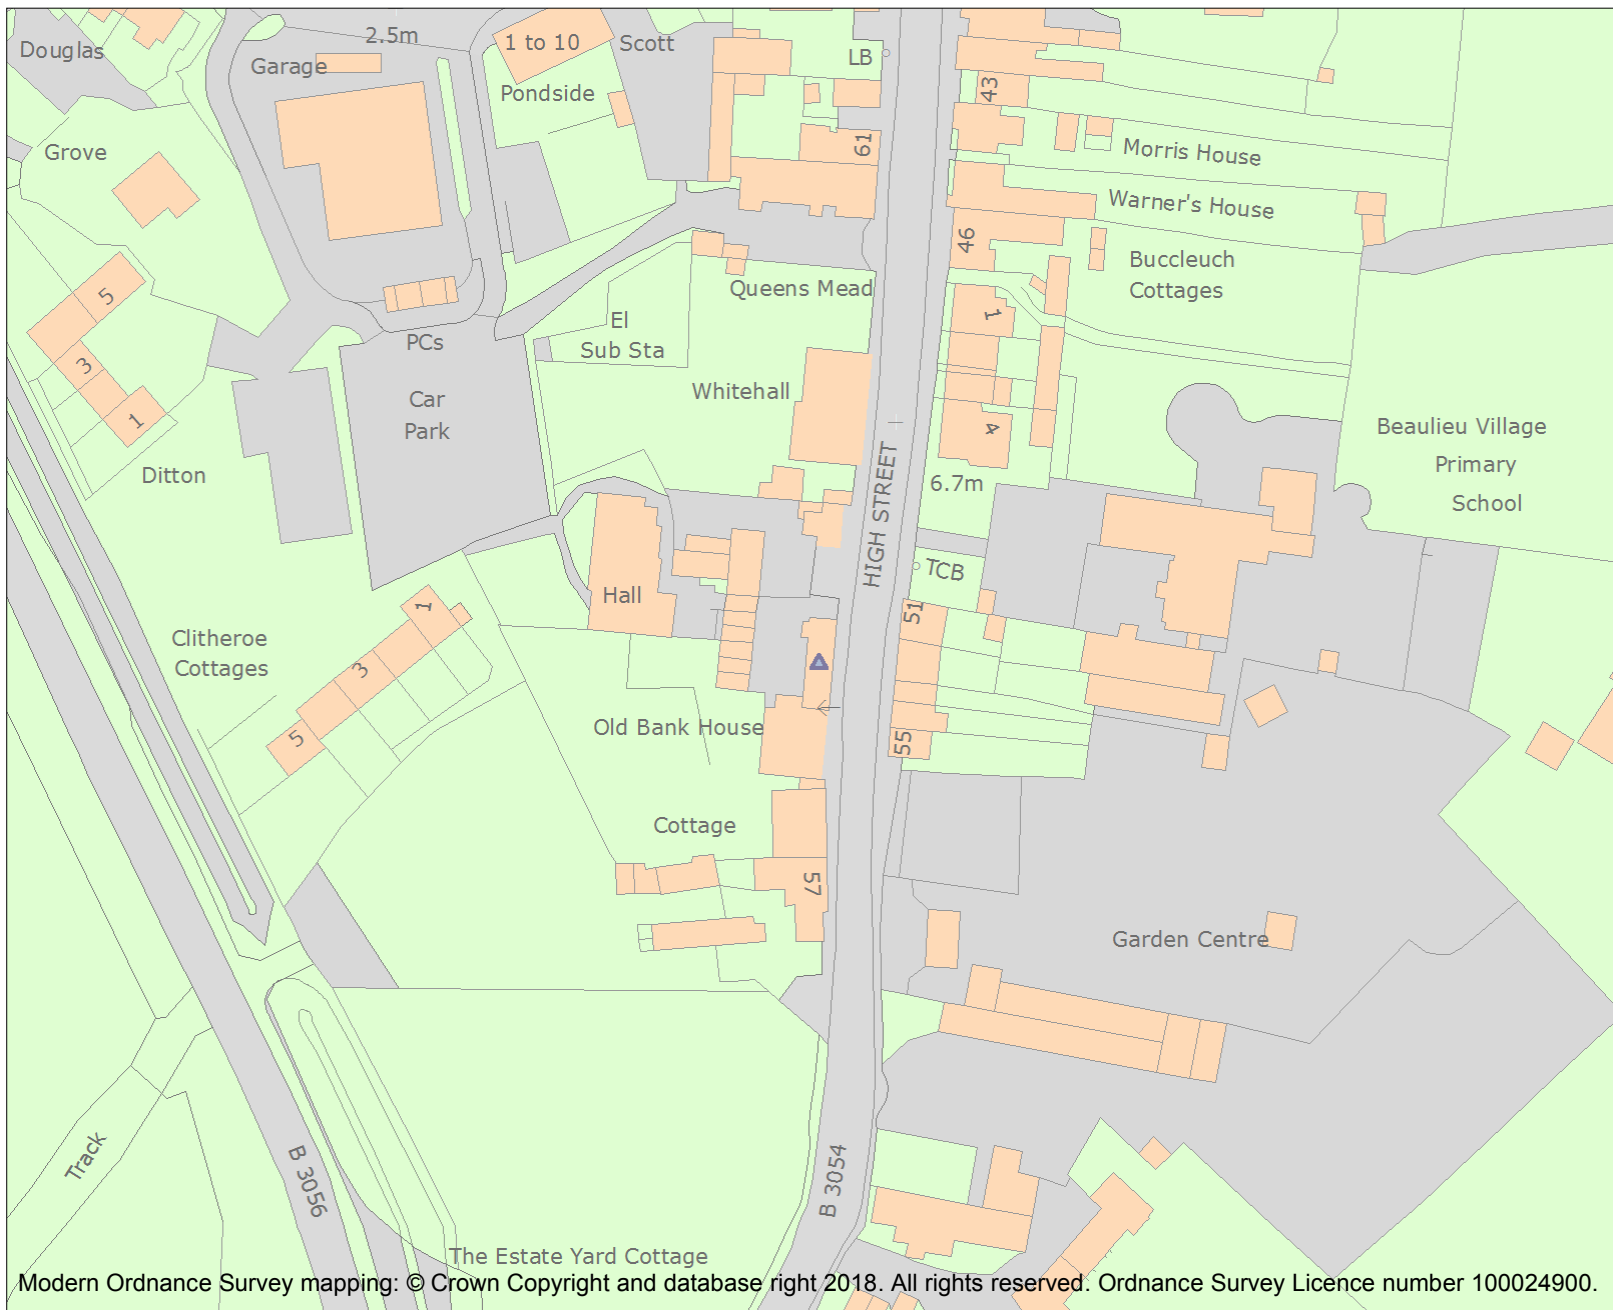 Douglas
2.5m
Garage
1 to 10
Scott
LB
43
Pondside
Grove
61
Morris House
Warner's House
46
Buccleuch
Cottages
5
Queens Mead
1
El
Sub Sta
PCs
3
Whitehall
Car
Park
1
4
Beaulieu Village
Primary
School
Ditton
6.7m
HIGH STREET
TCB
Hall
1
51
Clitheroe
Cottages
3
Old Bank House
5
55
Cottage
57
Garden Centre
Track
B 3056
B 3054
The Estate Yard Cottage
Modern Ordnance Survey mapping: © Crown Copyright and database right 2018. All rights reserved. Ordnance Survey Licence number 100024900.